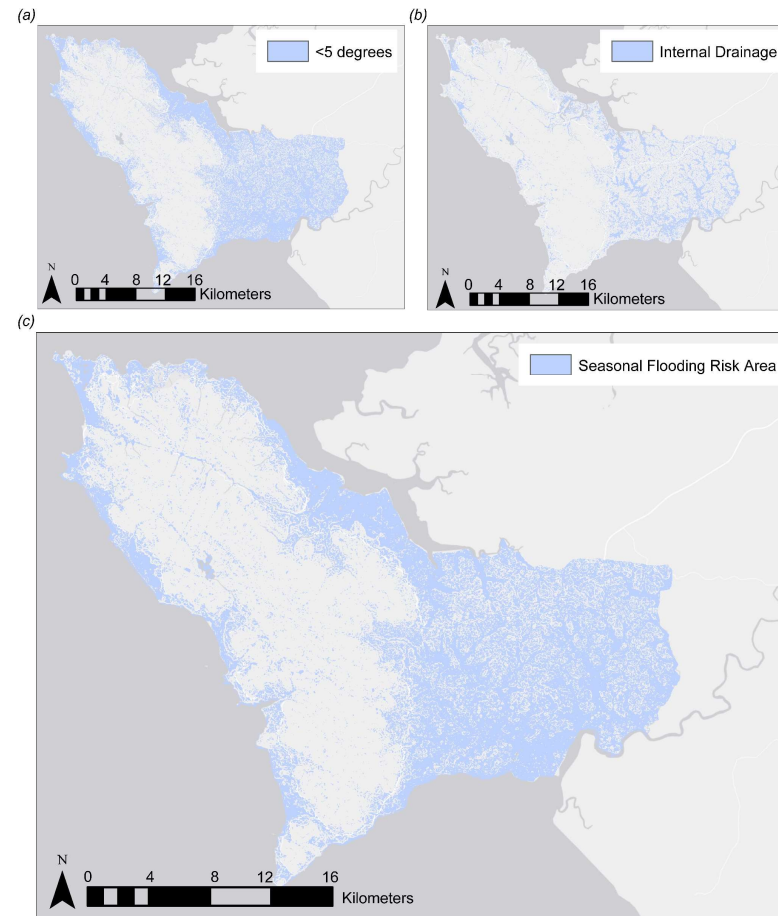 (a)
<5 degrees
N
0 4 8 12 16
Kilometers
(b)
Internal Drainage
N
0 4 8 12 16
Kilometers
(c)
Seasonal Flooding Risk Area
N
0 4 8 12 16
Kilometers